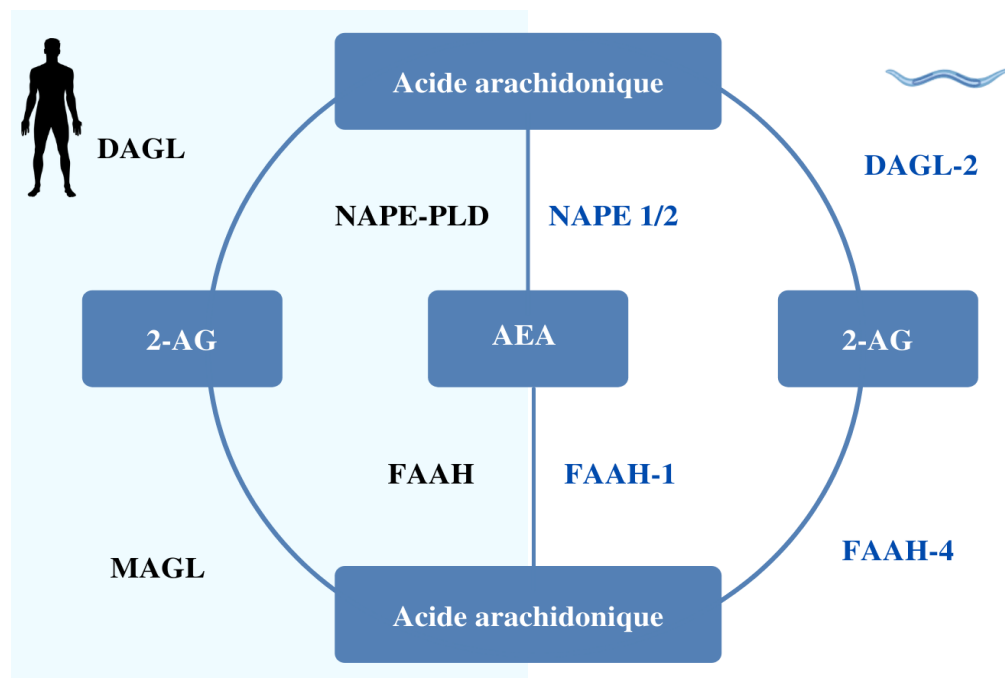 Acide arachidonique
DAGL
DAGL-2
NAPE-PLD
NAPE 1/2
2-AG
AEA
2-AG
FAAH
FAAH-1
MAGL
FAAH-4
Acide arachidonique